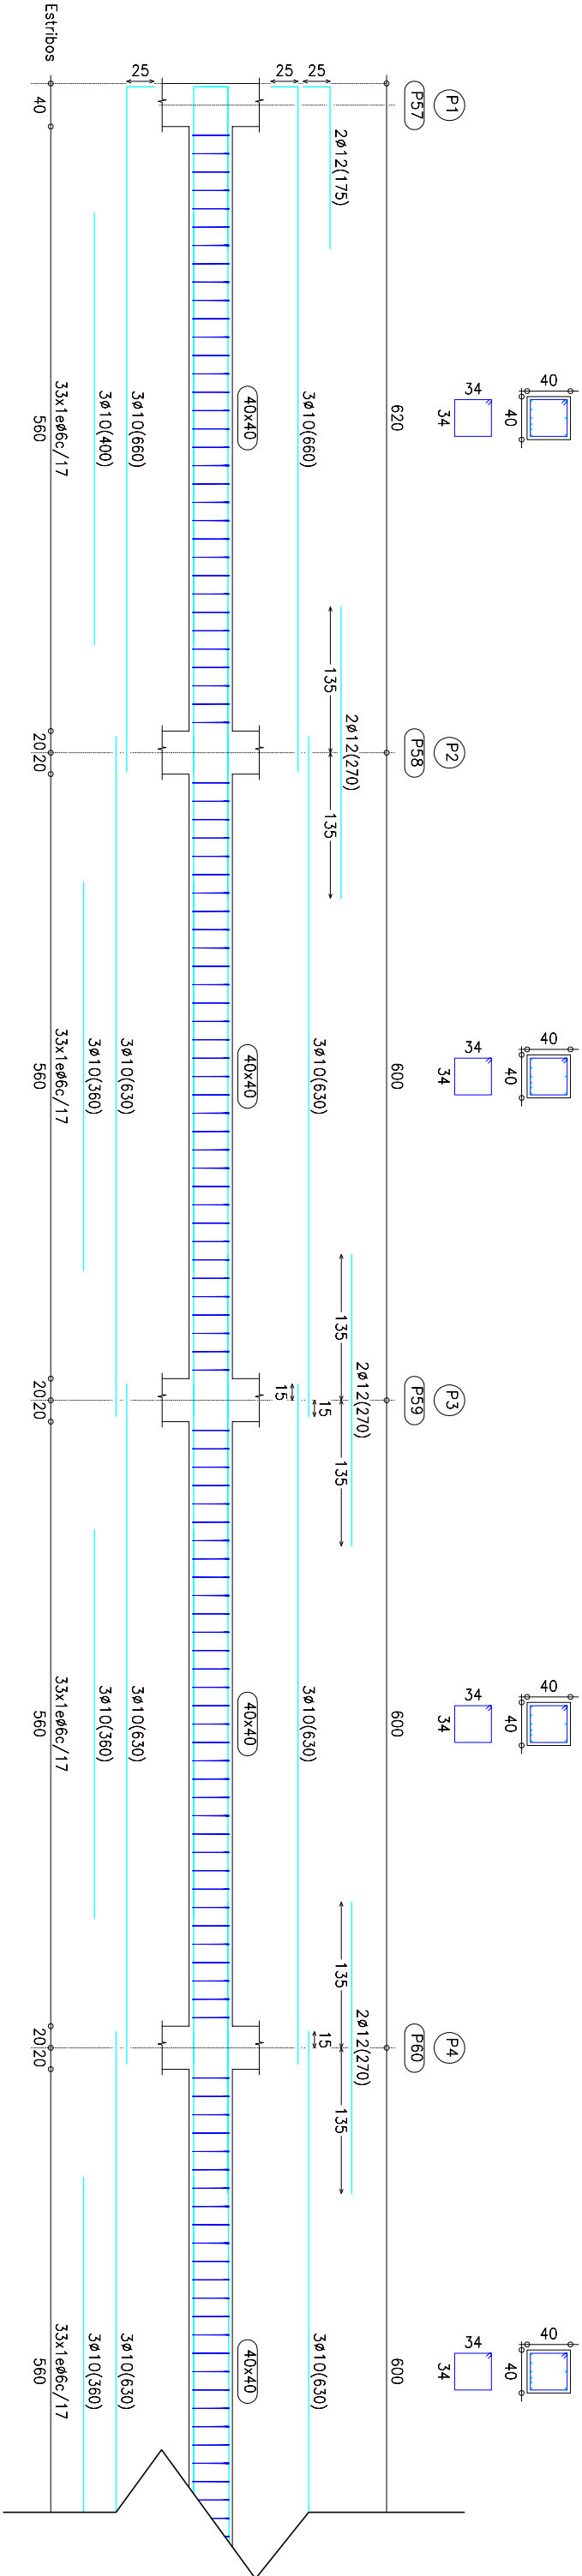 40 40 40 40
40 40 40 40
34 34 34 34
34 34 34 34
P1 P2 P3 P4
P57 P58 P59 P60
620 600 600 600
2ø12(175) 2ø12(270) 2ø12(270) 2ø12(270)
135 135 135 135 135 135
25 15 15
3ø10(660) 3ø10(630) 3ø10(630) 3ø10(630)
25 15
40x40 40x40 40x40 40x40
25
3ø10(660) 3ø10(630) 3ø10(630) 3ø10(630)
3ø10(400) 3ø10(360) 3ø10(360) 3ø10(360)
33x1eø6c/17 33x1eø6c/17 33x1eø6c/17 33x1eø6c/17
Estribos 40 560 20 20 560 20 20 560 20 20 560